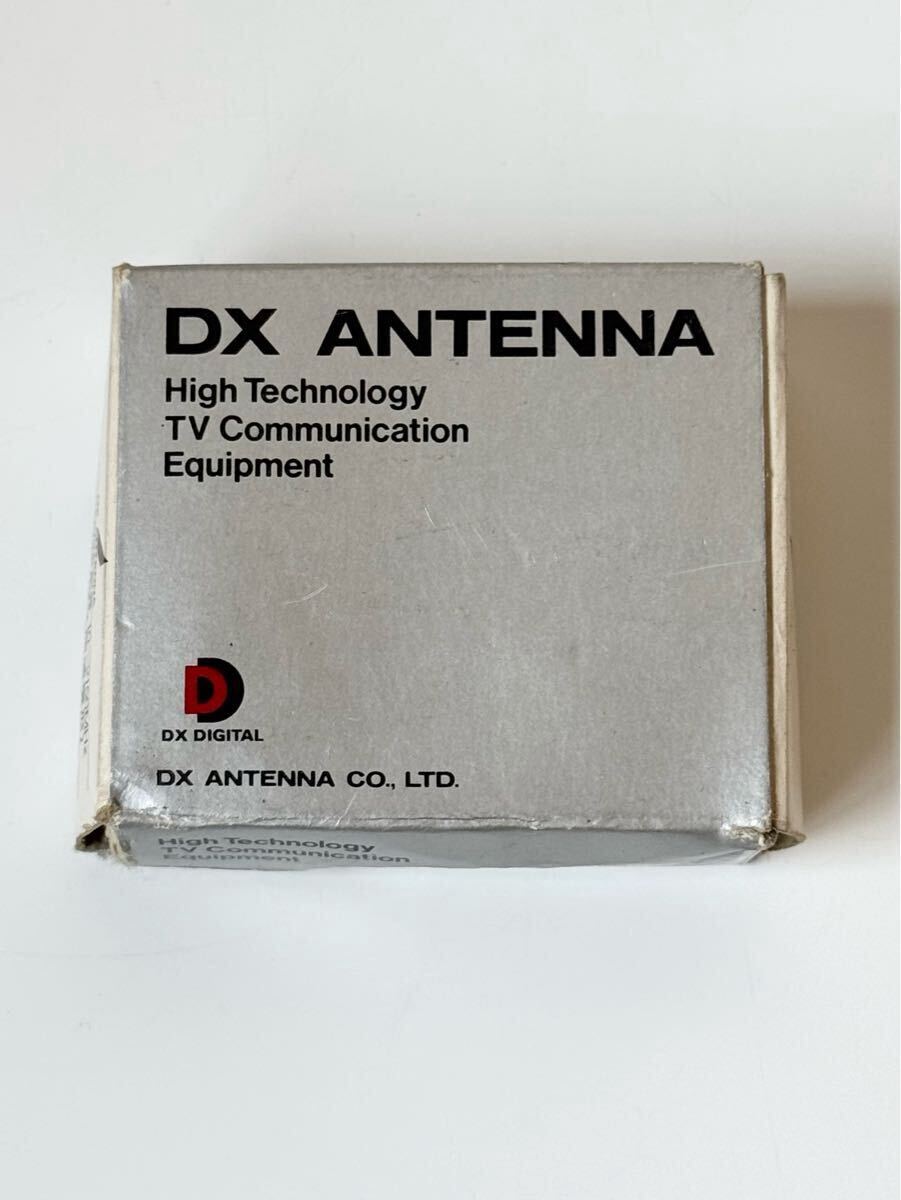 DX ANTENNA
High Technology
TV Communication
Equipment
DX DIGITAL
DX ANTENNA CO., LTD.
High Technology
TV Communication
Equipment